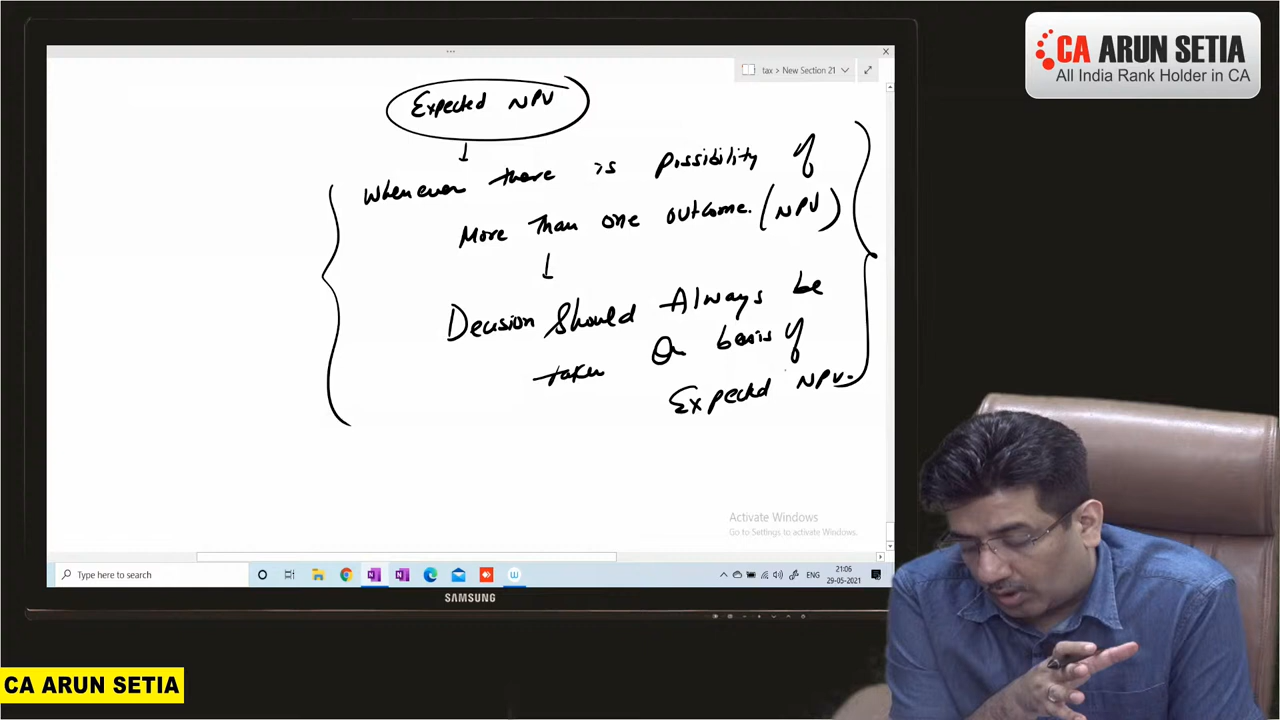 CA ARUN SETIA
All India Rank Holder in CA
...
tax > New Section 21
Expected NPV
Whenever there is possibility of
More Than one outcome. (NPV)
Decision Should Always be
taken On basis of
Expected NPV.
Activate Windows
Go to Settings to activate Windows.
Type here to search
ENG
21:06
29-05-2021
SAMSUNG
CA ARUN SETIA